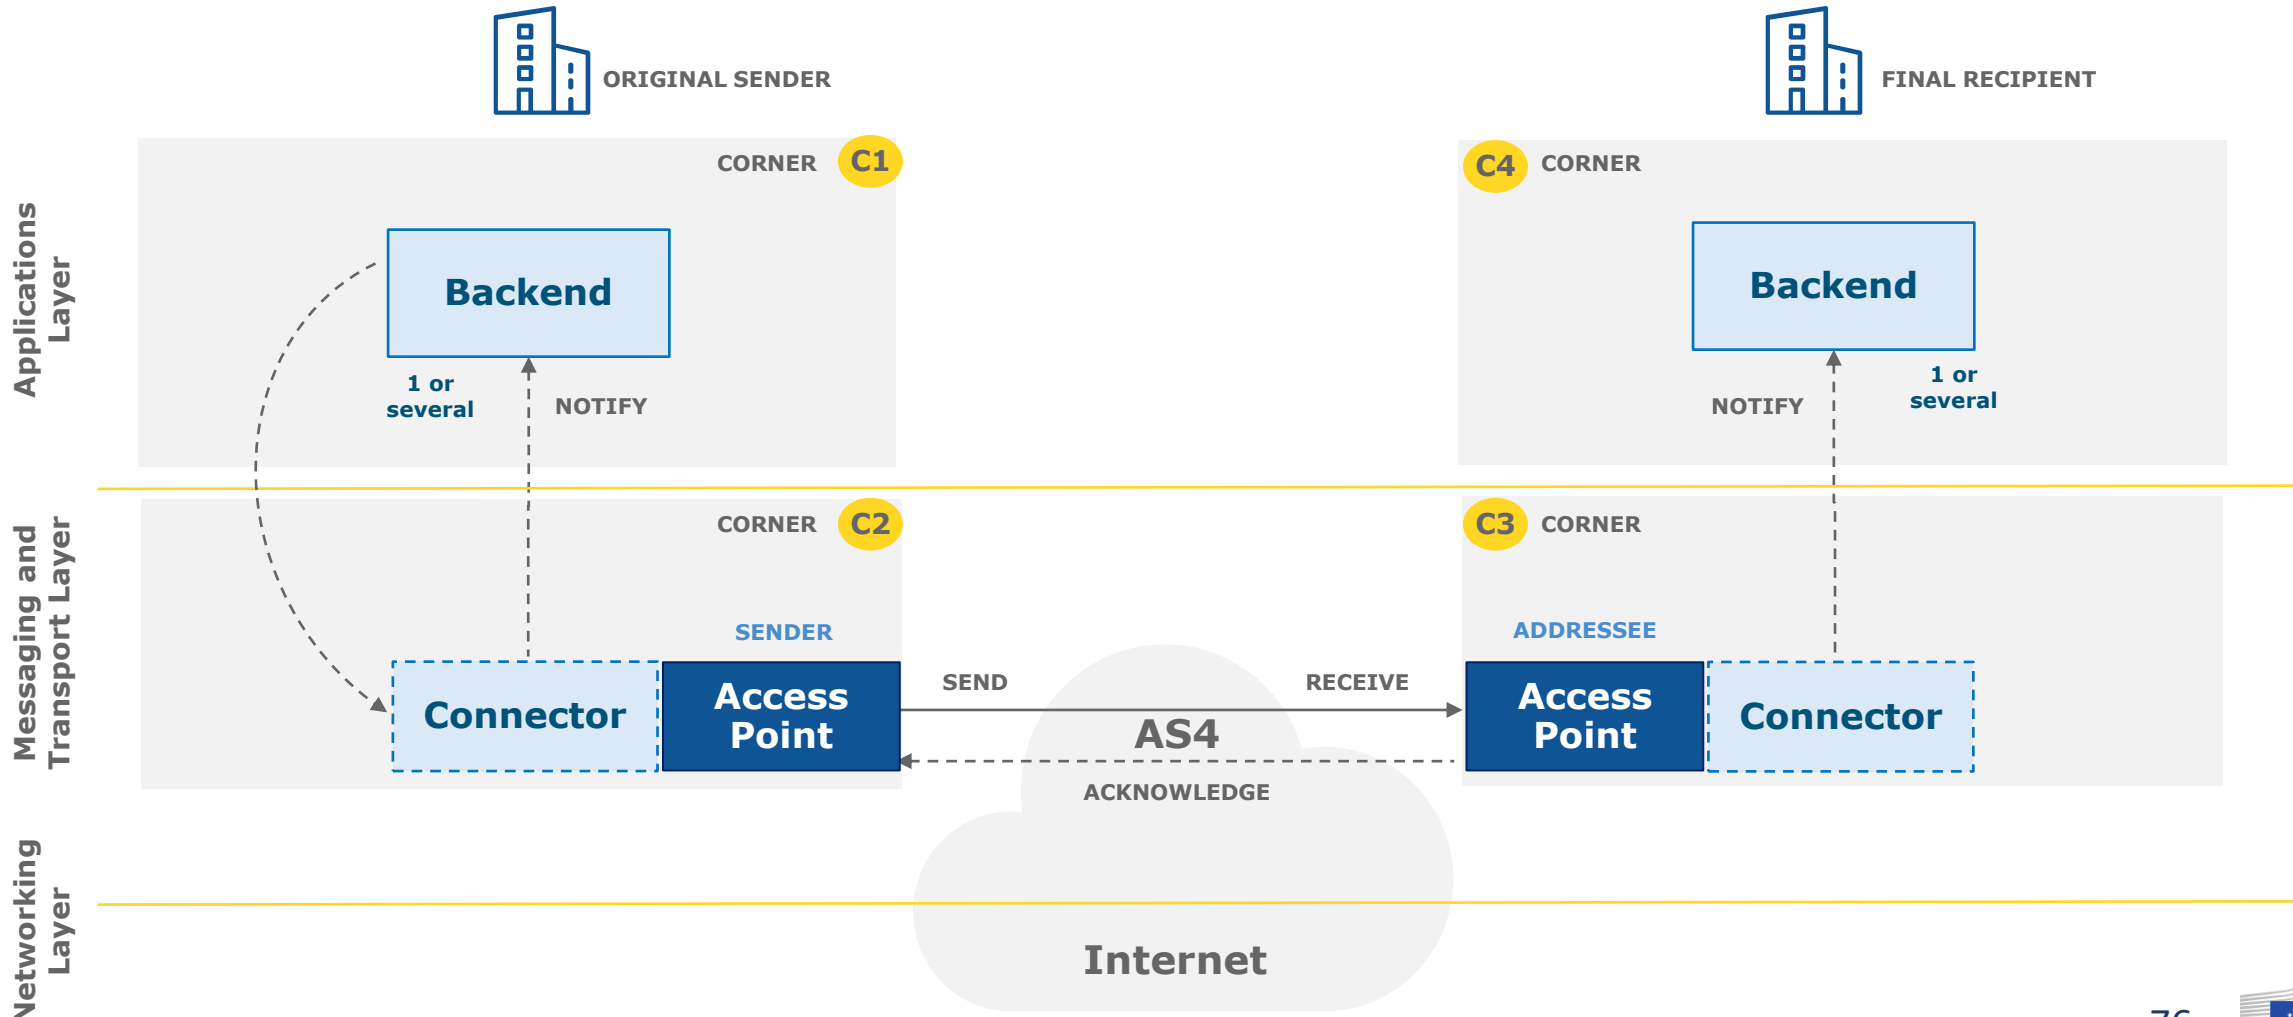 ORIGINAL SENDER
FINAL RECIPIENT
CORNER C1
C4 CORNER
Applications
Layer
Backend
Backend
1 or
several
NOTIFY
NOTIFY
1 or
several
CORNER C2
C3 CORNER
Messaging and
Transport Layer
SENDER
ADDRESSEE
Connector
Access
Point
SEND
RECEIVE
AS4
ACKNOWLEDGE
Access
Point
Connector
Networking
Layer
Internet
76